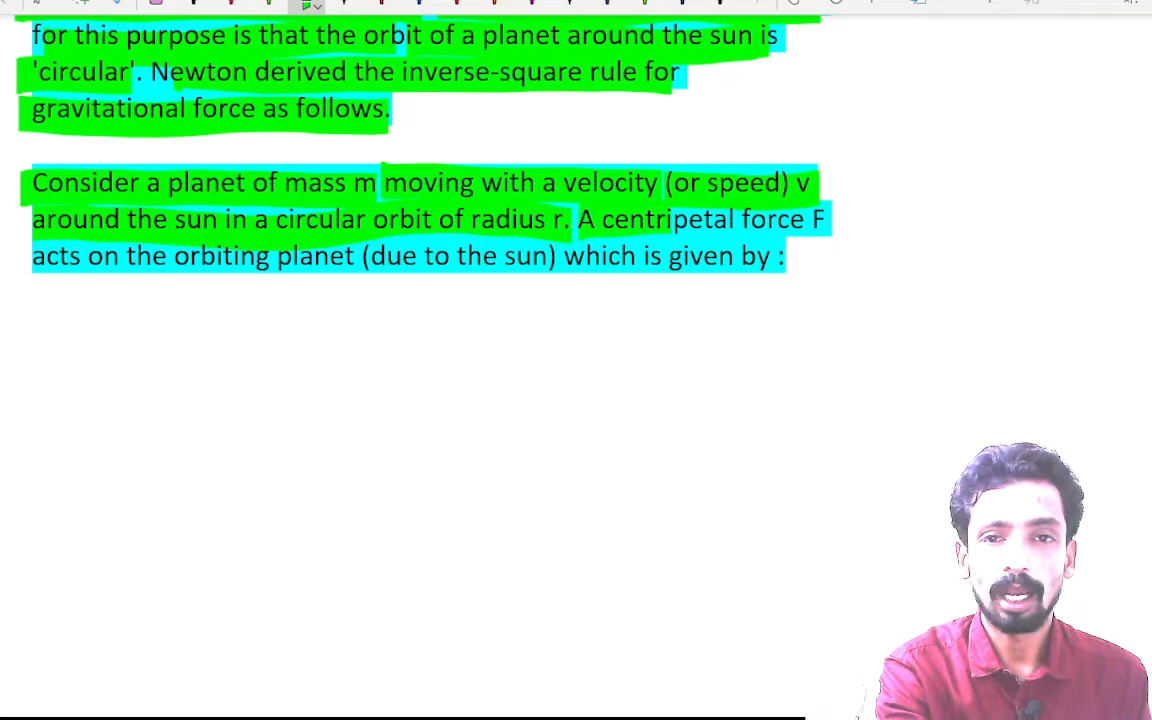 for this purpose is that the orbit of a planet around the sun is
'circular'. Newton derived the inverse-square rule for
gravitational force as follows.
Consider a planet of mass m moving with a velocity (or speed) v
around the sun in a circular orbit of radius r. A centripetal force F
acts on the orbiting planet (due to the sun) which is given by :